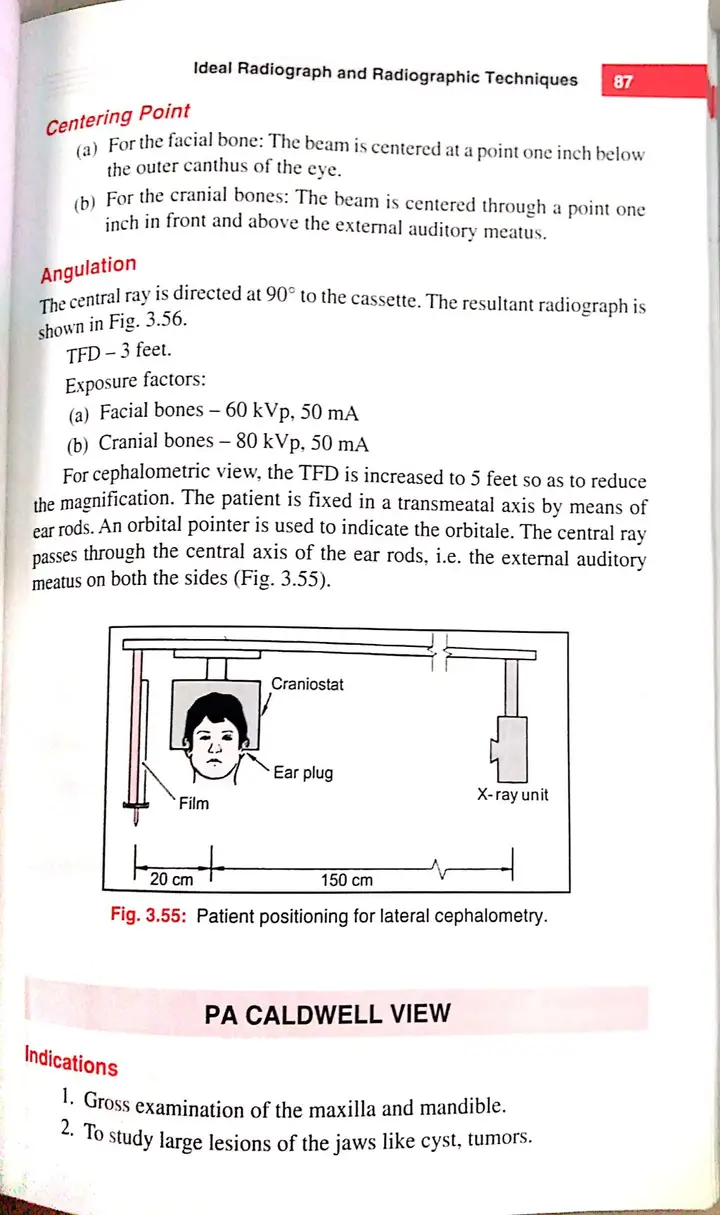 Ideal Radiograph and Radiographic Techniques 87
Centering Point
(a) For the facial bone: The beam is centered at a point one inch below
the outer canthus of the eye.
(b) For the cranial bones: The beam is centered through a point one
inch in front and above the external auditory meatus.
Angulation
The central ray is directed at 90° to the cassette. The resultant radiograph is
shown in Fig. 3.56.
TFD – 3 feet.
Exposure factors:
(a) Facial bones – 60 kVp, 50 mA
(b) Cranial bones – 80 kVp, 50 mA
For cephalometric view, the TFD is increased to 5 feet so as to reduce
the magnification. The patient is fixed in a transmeatal axis by means of
ear rods. An orbital pointer is used to indicate the orbitale. The central ray
passes through the central axis of the ear rods, i.e. the external auditory
meatus on both the sides (Fig. 3.55).
Craniostat
Ear plug
Film
X-ray unit
20 cm
150 cm
Fig. 3.55: Patient positioning for lateral cephalometry.
PA CALDWELL VIEW
Indications
1. Gross examination of the maxilla and mandible.
2. To study large lesions of the jaws like cyst, tumors.